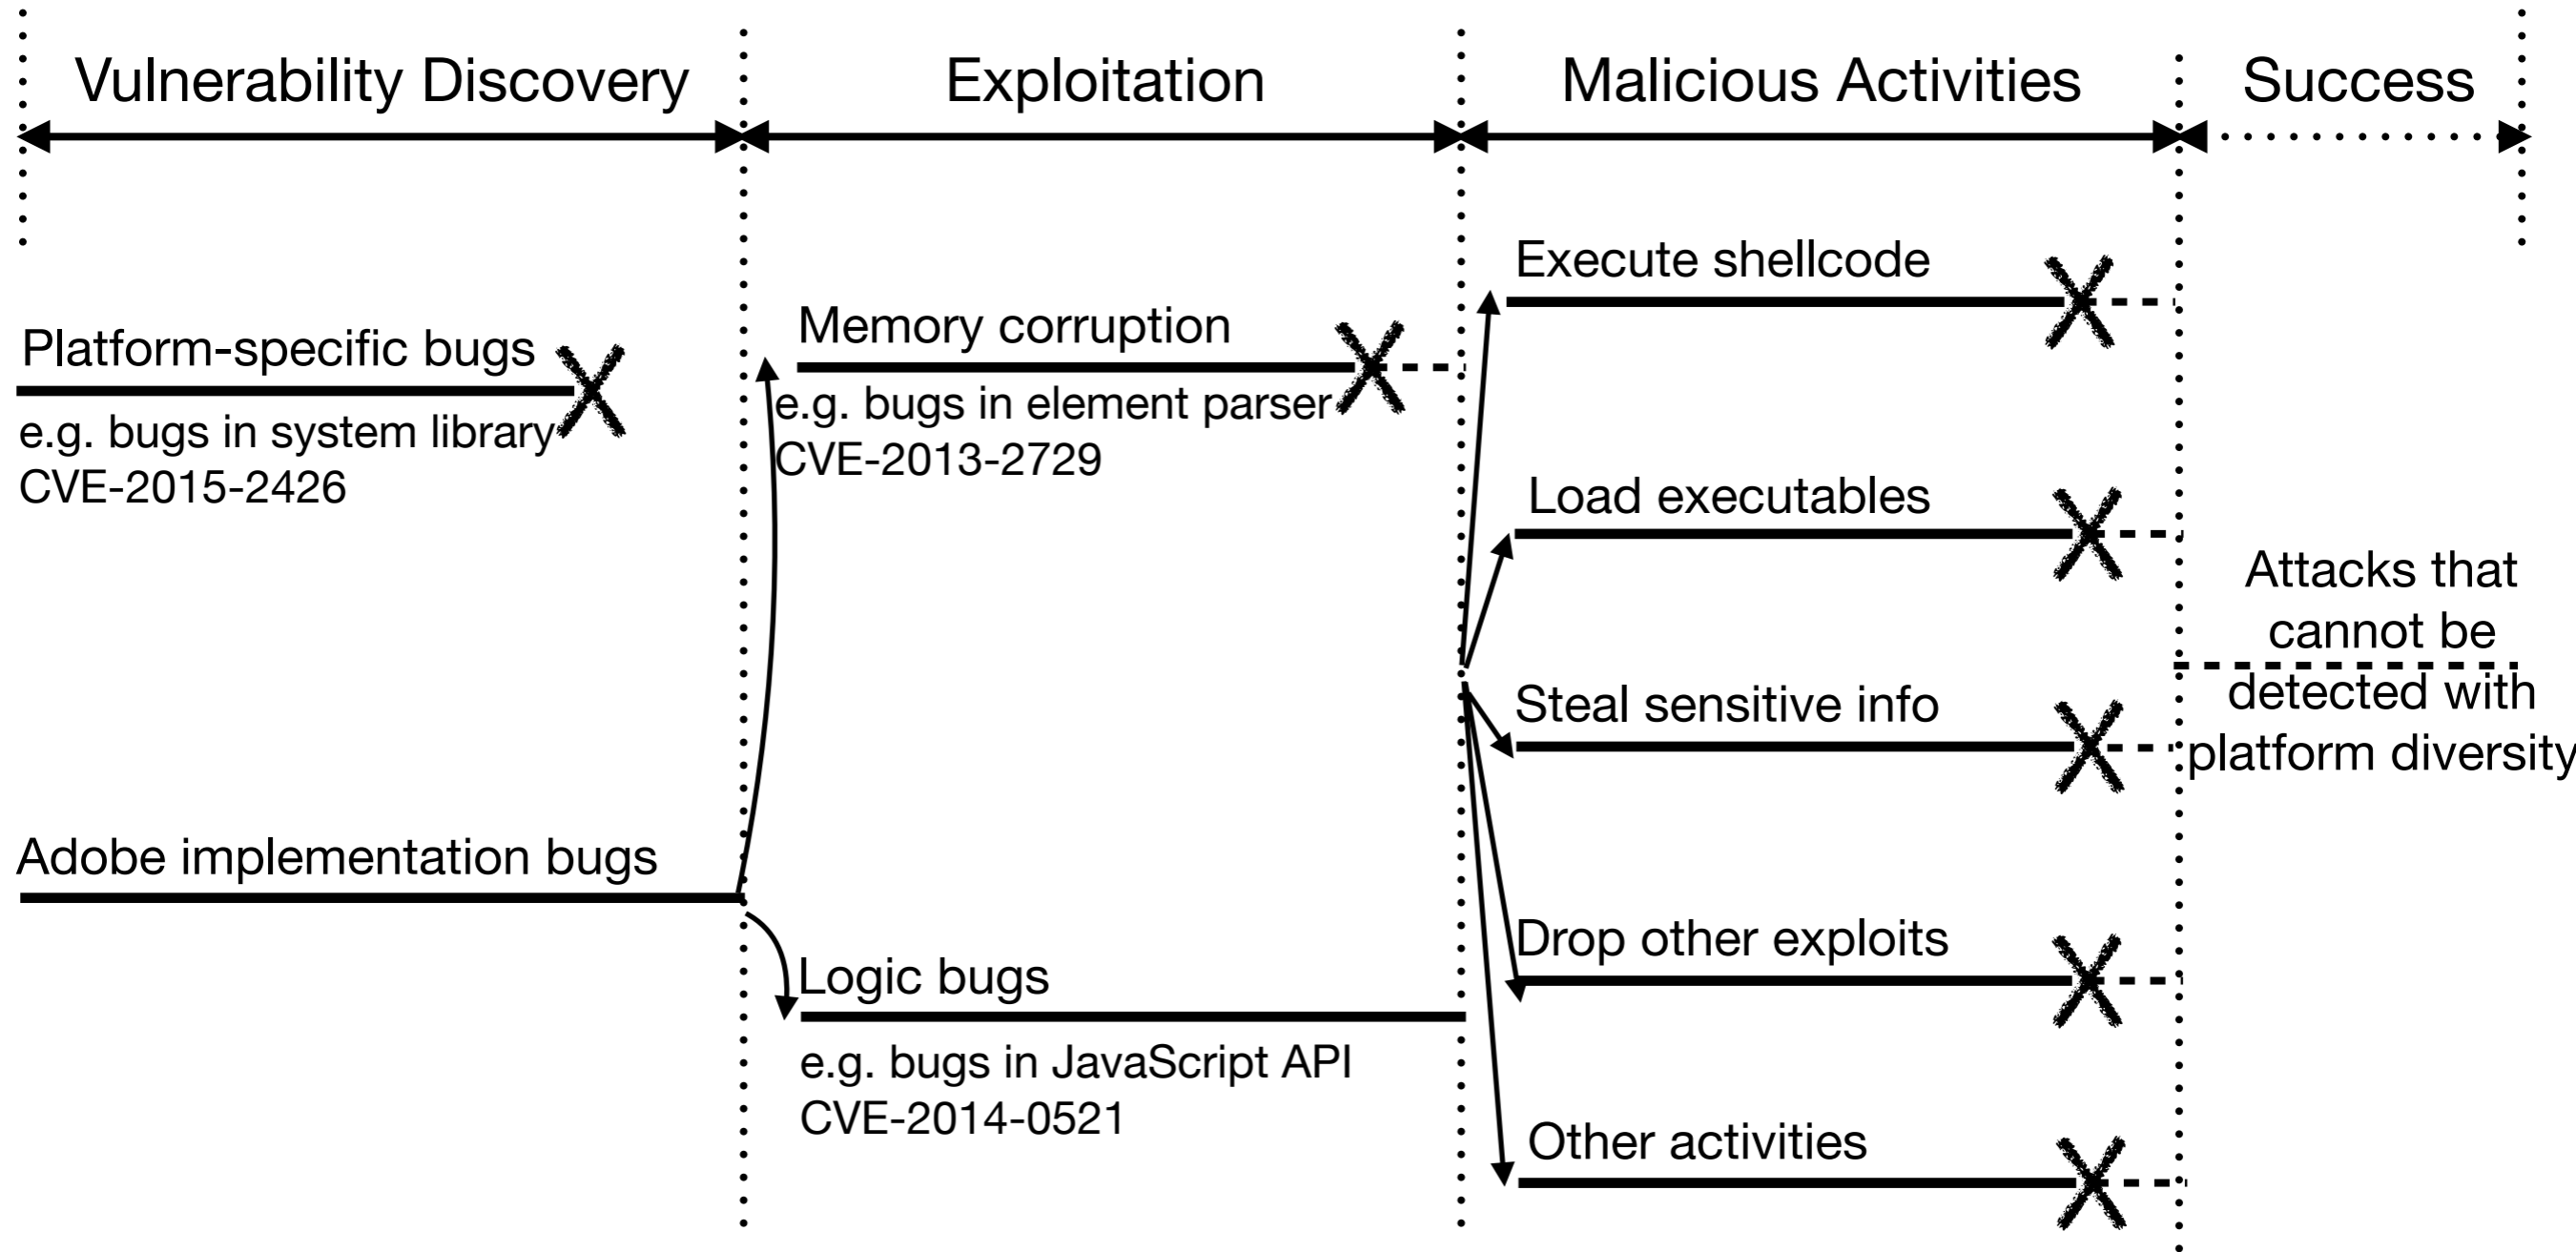 Vulnerability Discovery
Exploitation
Malicious Activities
Success
Platform-specific bugs
e.g. bugs in system library
CVE-2015-2426
Adobe implementation bugs
Memory corruption
e.g. bugs in element parser
CVE-2013-2729
Logic bugs
e.g. bugs in JavaScript API
CVE-2014-0521
Execute shellcode
Load executables
Steal sensitive info
Drop other exploits
Other activities
Attacks that
cannot be
detected with
platform diversity